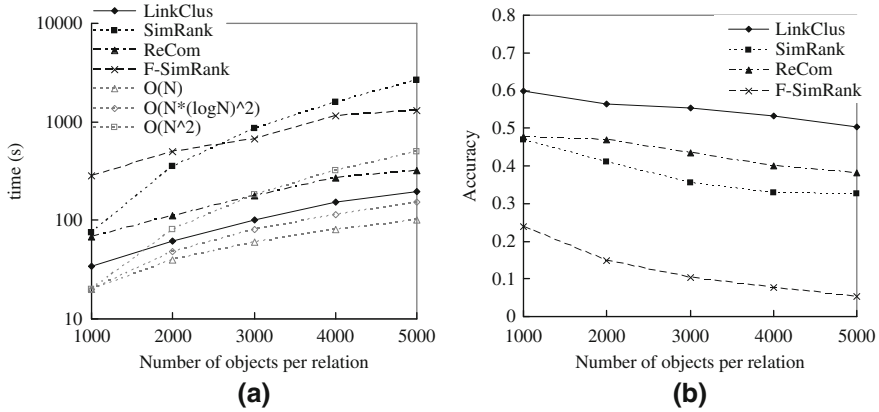 10000
1000
100
10
time (s)
LinkClus
SimRank
ReCom
F-SimRank
O(N)
O(N*(logN)^2)
O(N^2)
1000 2000 3000 4000 5000
Number of objects per relation
(a)
0.8
0.7
0.6
0.5
0.4
0.3
0.2
0.1
0
Accuracy
LinkClus
SimRank
ReCom
F-SimRank
1000 2000 3000 4000 5000
Number of objects per relation
(b)